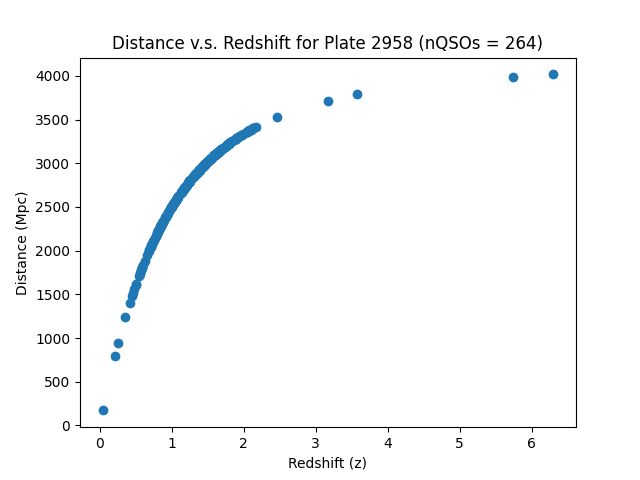 Distance v.s. Redshift for Plate 2958 (nQSOs = 264)
4000
3500
3000
2500
2000
1500
1000
500
0
Distance (Mpc)
0 1 2 3 4 5 6
Redshift (z)